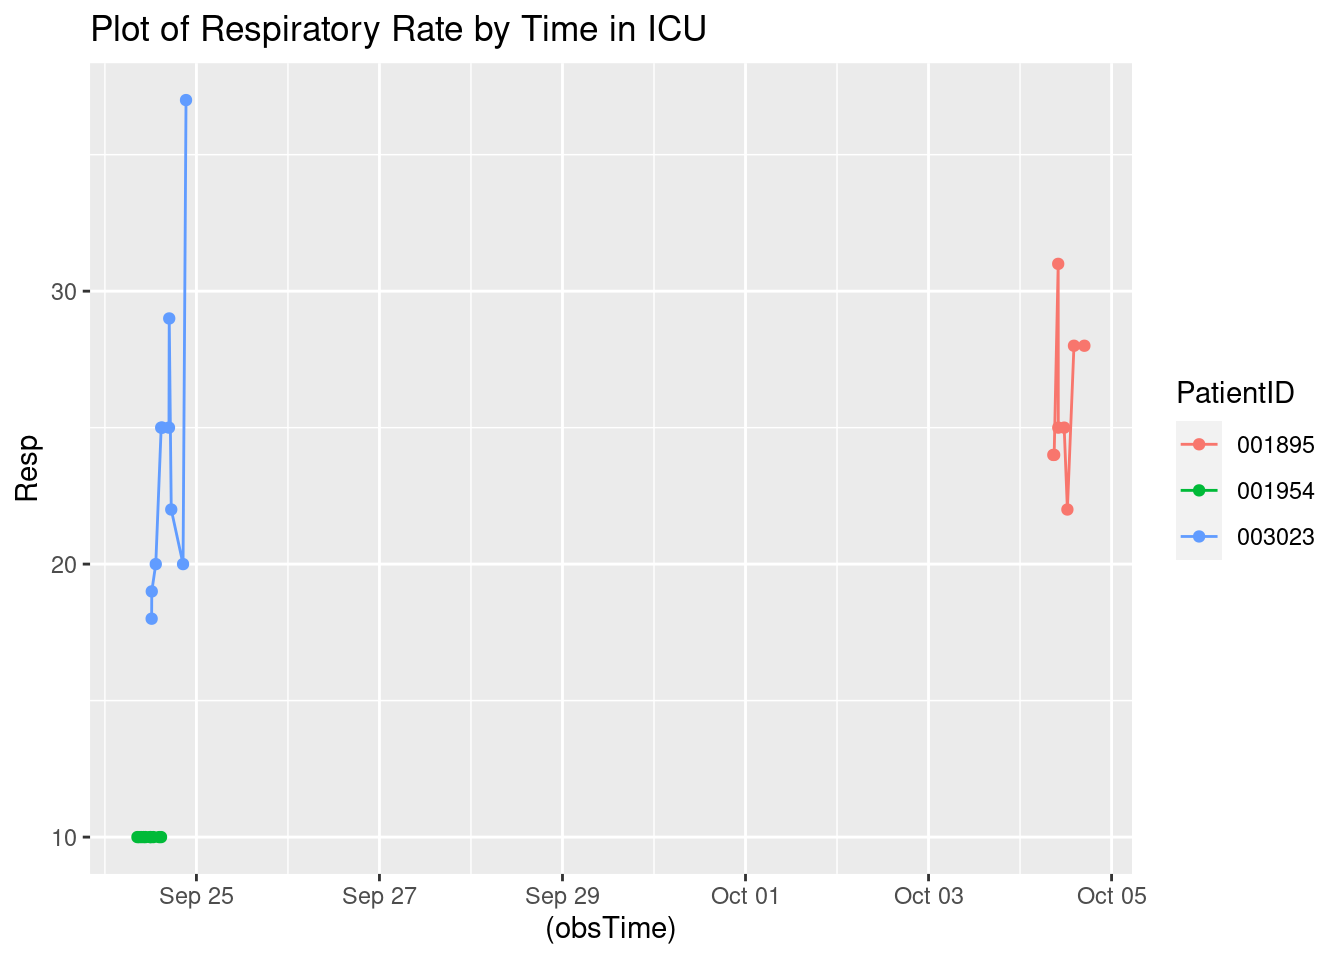 Plot of Respiratory Rate by Time in ICU
30
20
10
Resp
Sep 25 Sep 27 Sep 29 Oct 01 Oct 03 Oct 05
(obsTime)
PatientID
001895
001954
003023